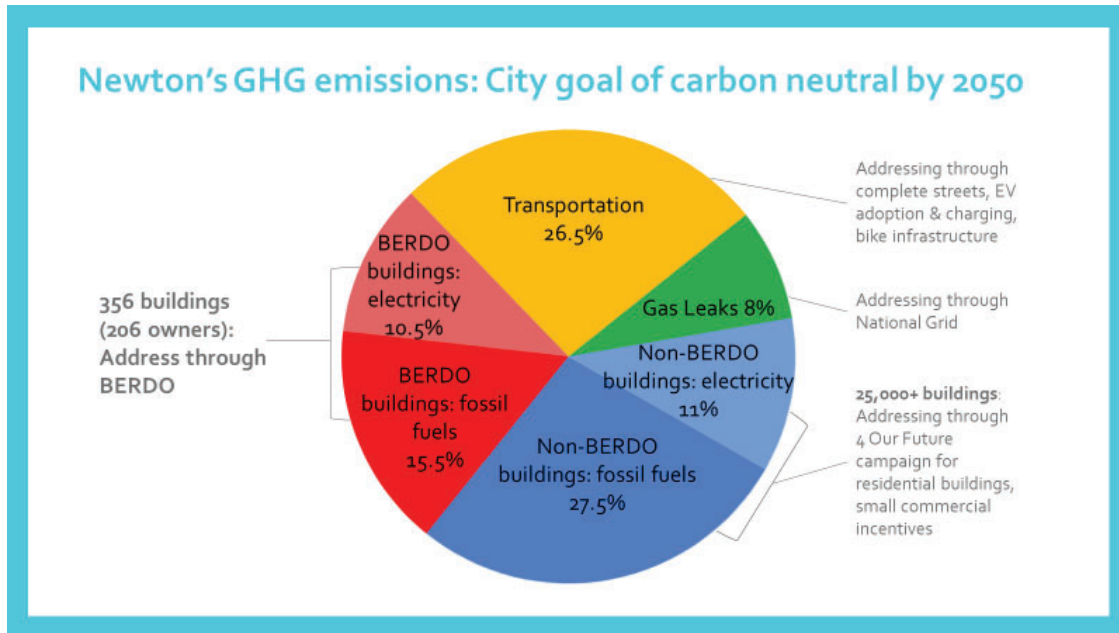 Newton's GHG emissions: City goal of carbon neutral by 2050
Transportation
26.5%
Addressing through
complete streets, EV
adoption & charging,
bike infrastructure
Gas Leaks 8%
Addressing through
National Grid
Non-BERDO
buildings: electricity
11%
25,000+ buildings:
Addressing through
4 Our Future
campaign for
residential buildings,
small commercial
incentives
Non-BERDO
buildings: fossil fuels
27.5%
BERDO
buildings: fossil
fuels
15.5%
BERDO
buildings:
electricity
10.5%
356 buildings
(206 owners):
Address through
BERDO